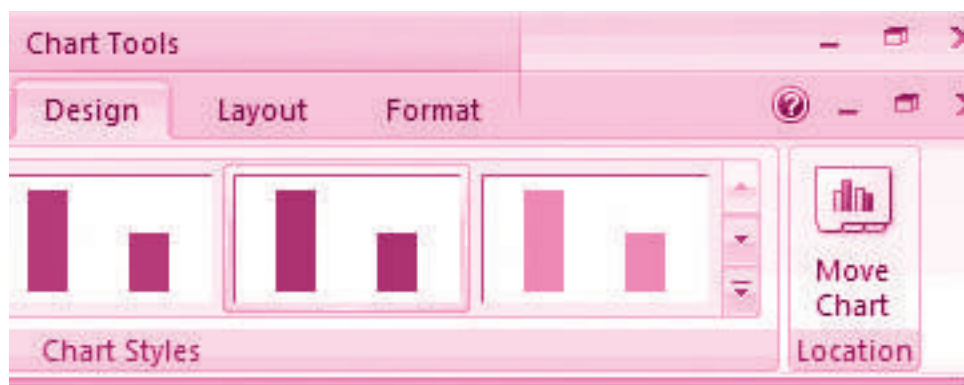 Chart Tools
Design Layout Format
Move
Chart
Chart Styles
Location